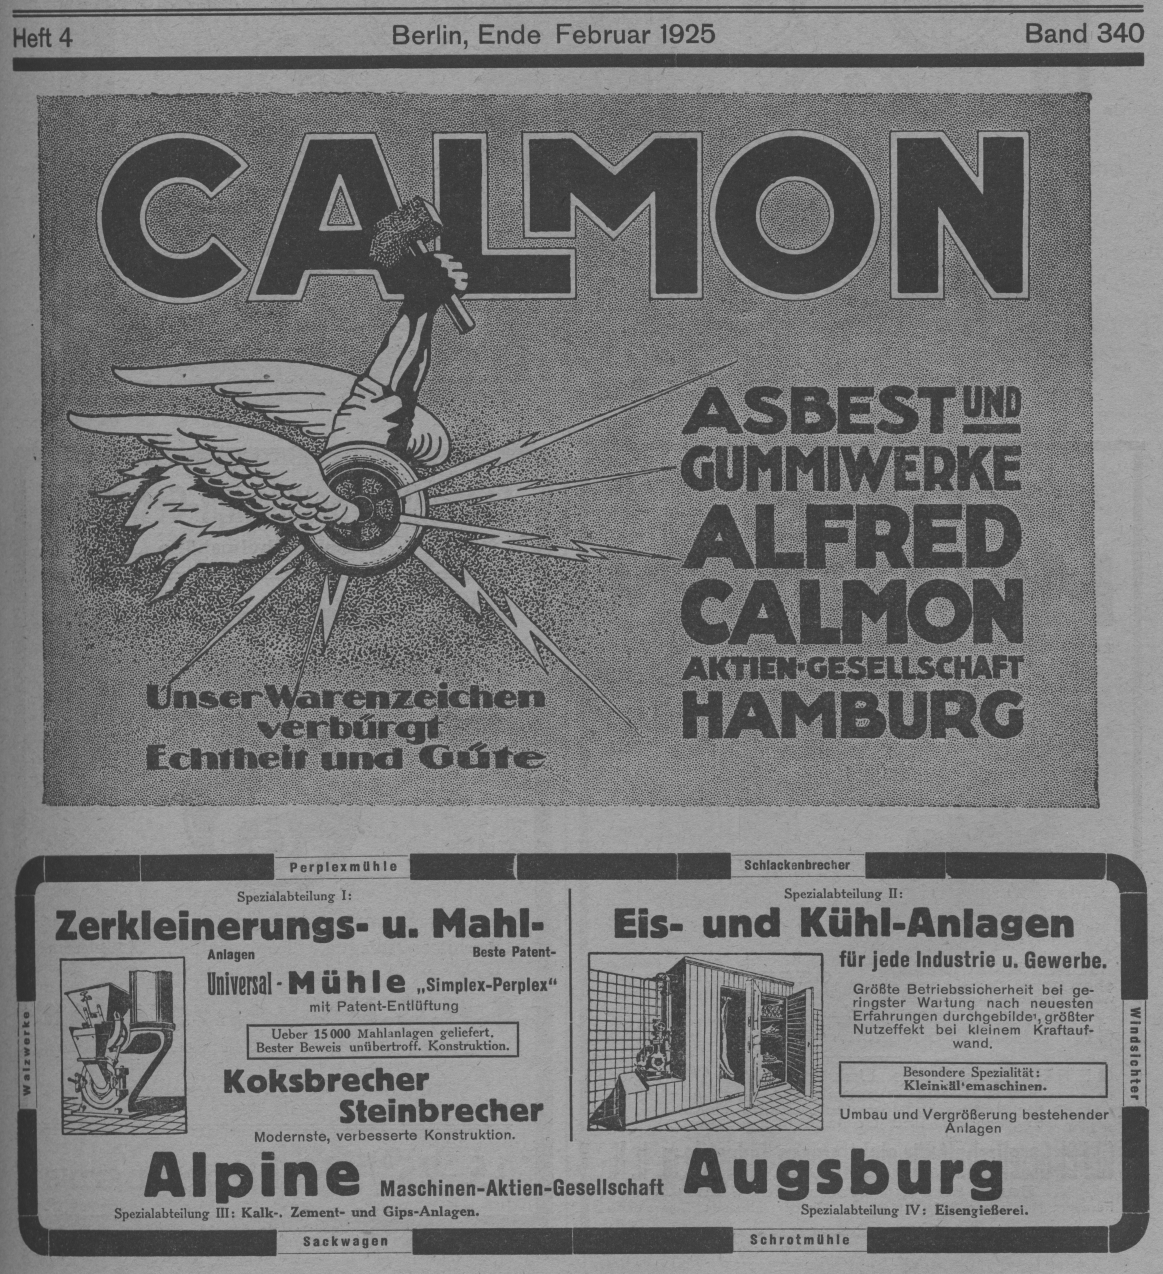 Heft 4 Berlin, Ende Februar 1925 Band 340
CALMON
ASBEST UND
GUMMIWERKE
ALFRED
CALMON
AKTIEN-GESELLSCHAFT
HAMBURG
Unser Warenzeichen
verbürgt
Echtheit und Güte
Perplexmühle
Schlackenbrecher
Walzwerke
Spezialabteilung I:
Zerkleinerungs- u. Mahl-
Anlagen Beste Patent-
Universal-Mühle „Simplex-Perplex“
mit Patent-Entlüftung
Ueber 15000 Mahlanlagen geliefert.
Bester Beweis unübertroff. Konstruktion.
Koksbrecher
Steinbrecher
Modernste, verbesserte Konstruktion.
Spezialabteilung II:
Eis- und Kühl-Anlagen
für jede Industrie u. Gewerbe.
Größte Betriebssicherheit bei ge-
ringster Wartung nach neuesten
Erfahrungen durchgebildet, größter
Nutzeffekt bei kleinem Kraftauf-
wand.
Besondere Spezialität:
Kleinkältemaschinen.
Umbau und Vergrößerung bestehender
Anlagen
Windsichter
Alpine Maschinen-Aktien-Gesellschaft Augsburg
Spezialabteilung III: Kalk-, Zement- und Gips-Anlagen.
Spezialabteilung IV: Eisengießerei.
Sackwagen
Schrotmühle